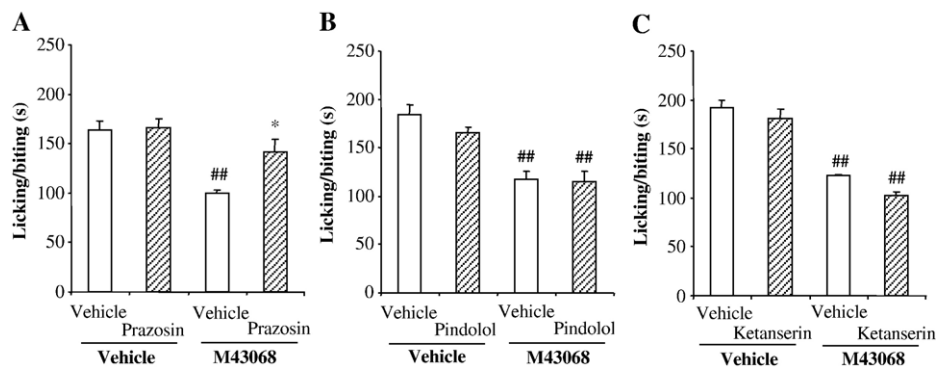 A
Licking/biting (s)
250
200
150
100
50
0
##
*
Vehicle
Prazosin
Vehicle
Prazosin
Vehicle
M43068
B
Licking/biting (s)
250
200
150
100
50
0
##
##
Vehicle
Pindolol
Vehicle
Pindolol
Vehicle
M43068
C
Licking/biting (s)
250
200
150
100
50
0
##
##
Vehicle
Ketanserin
Vehicle
Ketanserin
Vehicle
M43068